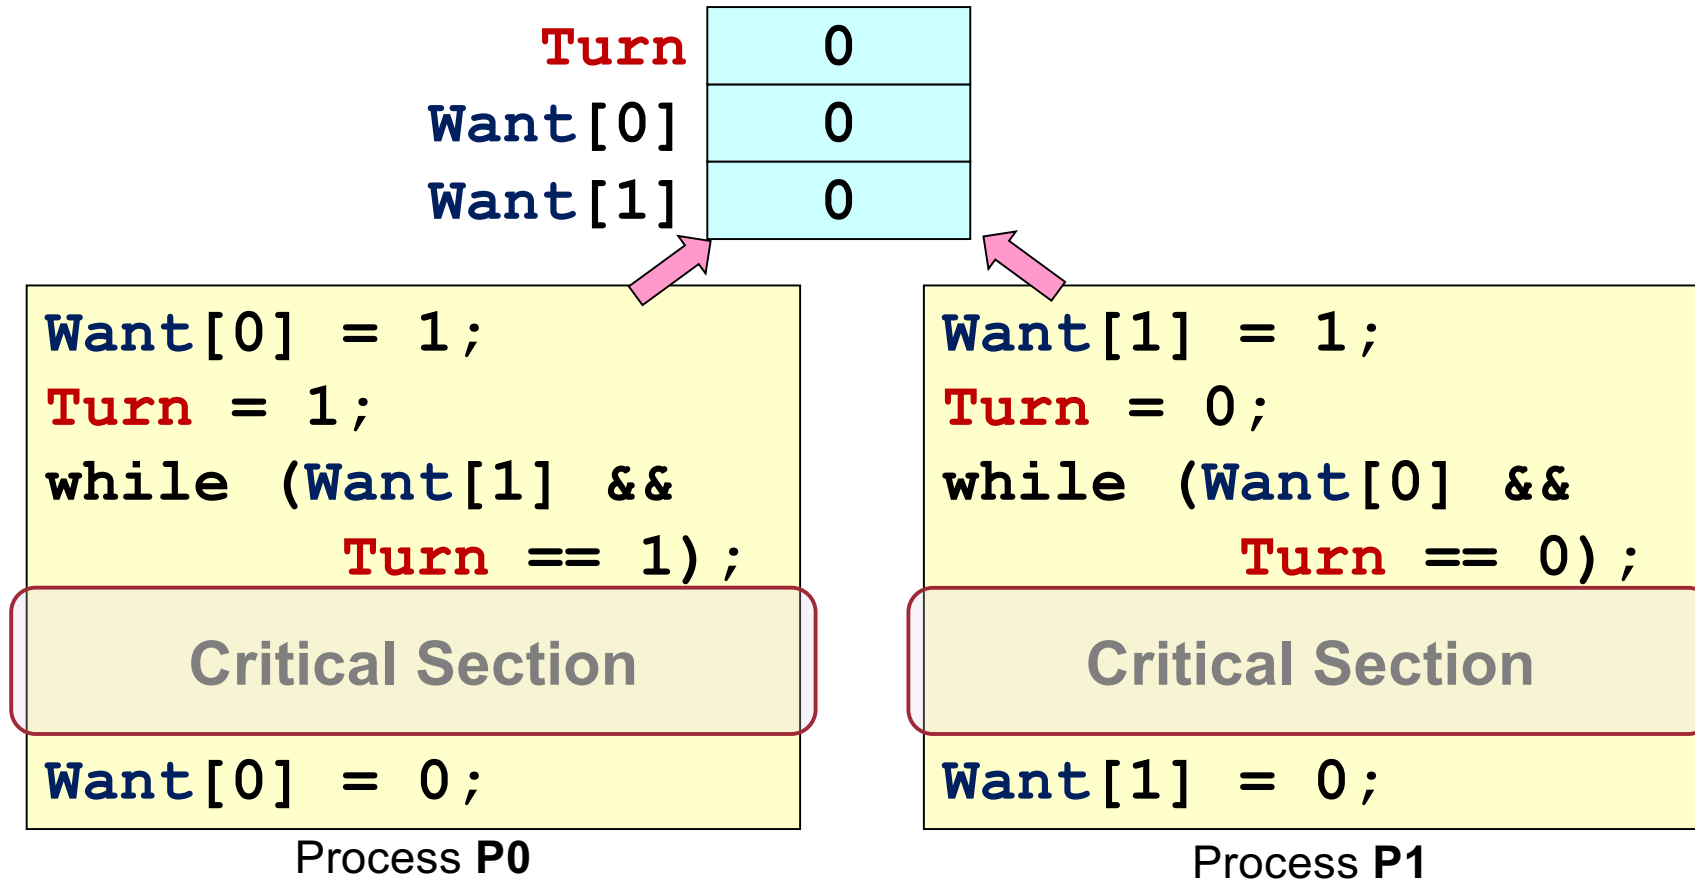 Turn 0
Want[0] 0
Want[1] 0
Want[0] = 1;
Turn = 1;
while (Want[1] &&
Turn == 1);
Critical Section
Want[0] = 0;
Process P0
Want[1] = 1;
Turn = 0;
while (Want[0] &&
Turn == 0);
Critical Section
Want[1] = 0;
Process P1